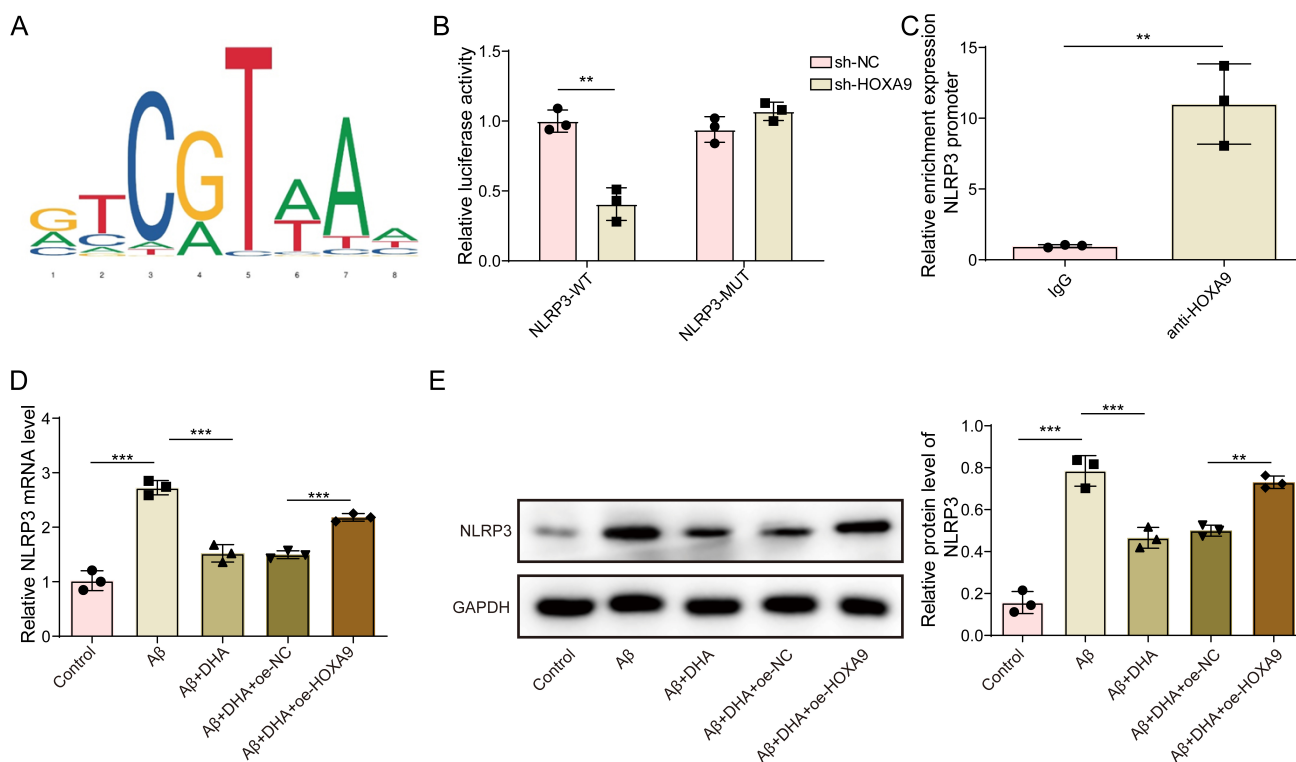 A
GTCGTAAA
ACAATTTT
CAT CCC
1 2 3 4 5 6 7 8
B
Relative luciferase activity
1.5
1.0
0.5
0.0
**
sh-NC
sh-HOXA9
NLRP3-WT
NLRP3-MUT
C
Relative enrichment expression
NLRP3 promoter
15
10
5
0
**
IgG
anti-HOXA9
D
Relative NLRP3 mRNA level
4
3
2
1
0
***
***
***
Control
Aβ
Aβ+DHA
Aβ+DHA+oe-NC
Aβ+DHA+oe-HOXA9
E
NLRP3
GAPDH
Control
Aβ
Aβ+DHA
Aβ+DHA+oe-NC
Aβ+DHA+oe-HOXA9
Relative protein level of
NLRP3
1.0
0.8
0.6
0.4
0.2
0.0
***
***
**
Control
Aβ
Aβ+DHA
Aβ+DHA+oe-NC
Aβ+DHA+oe-HOXA9